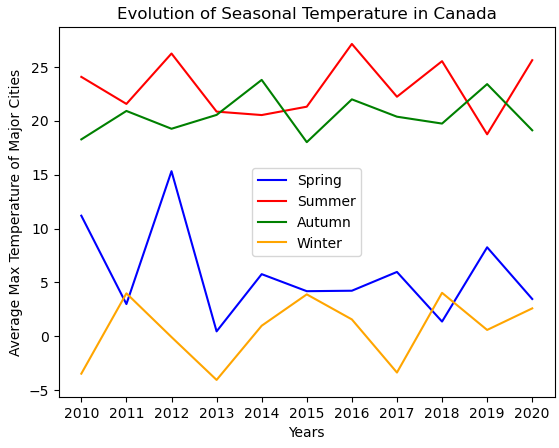 Evolution of Seasonal Temperature in Canada
Average Max Temperature of Major Cities
25
20
15
10
5
0
−5
Spring
Summer
Autumn
Winter
2010 2011 2012 2013 2014 2015 2016 2017 2018 2019 2020
Years